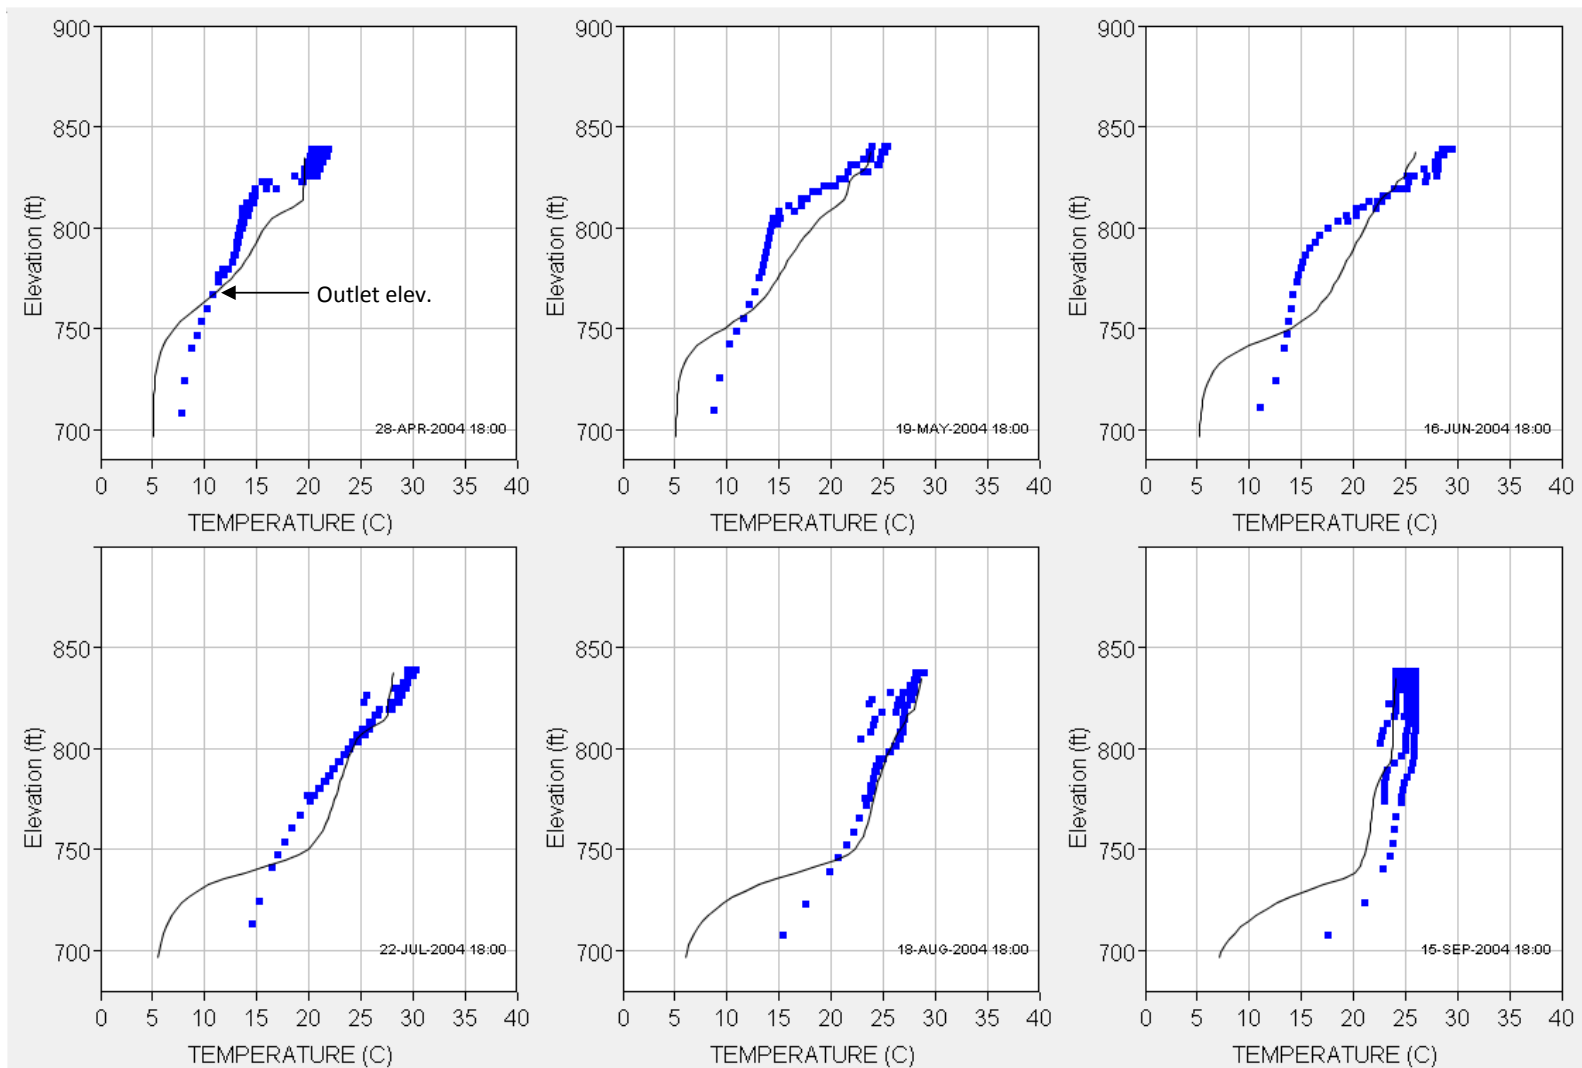 900
850
800
750
700
Elevation (ft)
Outlet elev.
28-APR-2004 18:00
0 5 10 15 20 25 30 35 40
TEMPERATURE (C)
900
850
800
750
700
Elevation (ft)
19-MAY-2004 18:00
0 5 10 15 20 25 30 35 40
TEMPERATURE (C)
900
850
800
750
700
Elevation (ft)
16-JUN-2004 18:00
0 5 10 15 20 25 30 35 40
TEMPERATURE (C)
850
800
750
700
Elevation (ft)
22-JUL-2004 18:00
0 5 10 15 20 25 30 35 40
TEMPERATURE (C)
850
800
750
700
Elevation (ft)
18-AUG-2004 18:00
0 5 10 15 20 25 30 35 40
TEMPERATURE (C)
850
800
750
700
Elevation (ft)
15-SEP-2004 18:00
0 5 10 15 20 25 30 35 40
TEMPERATURE (C)